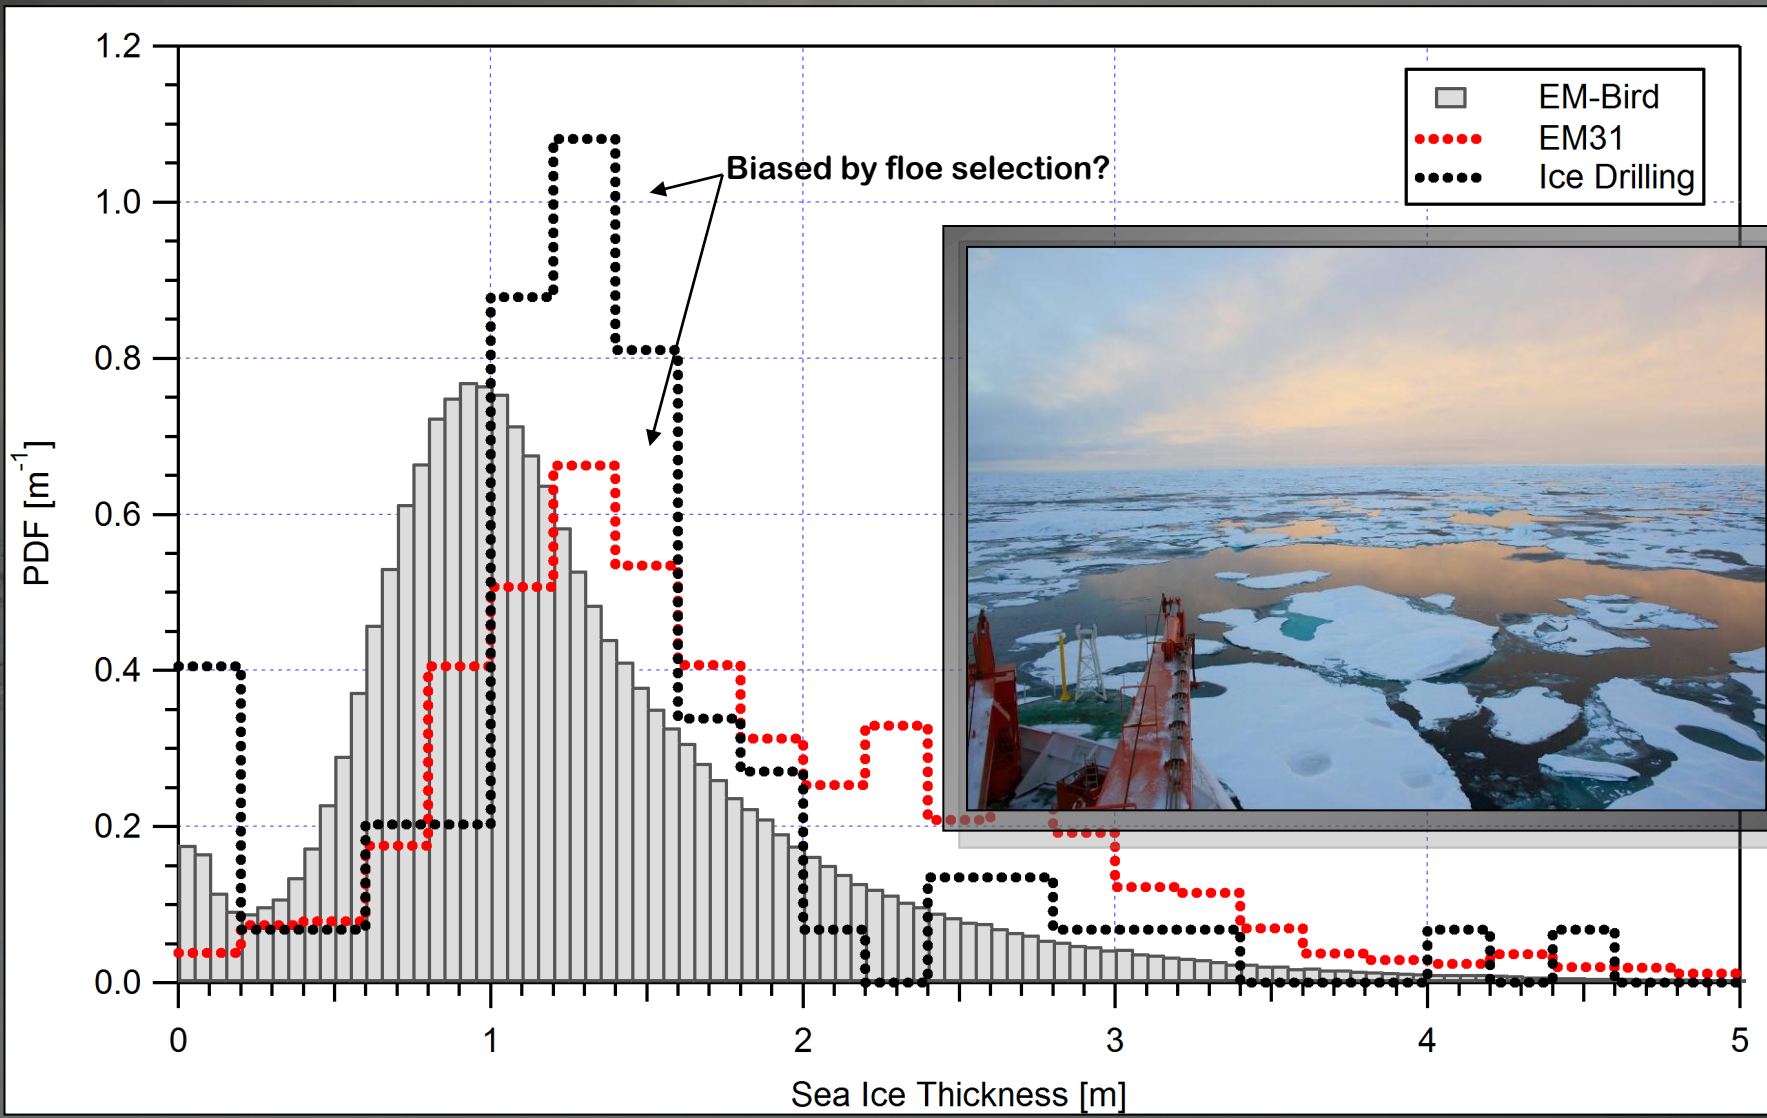 1.2
1.0
0.8
0.6
0.4
0.2
0.0
PDF [m⁻¹]
EM-Bird
EM31
Ice Drilling
Biased by floe selection?
0 1 2 3 4 5
Sea Ice Thickness [m]